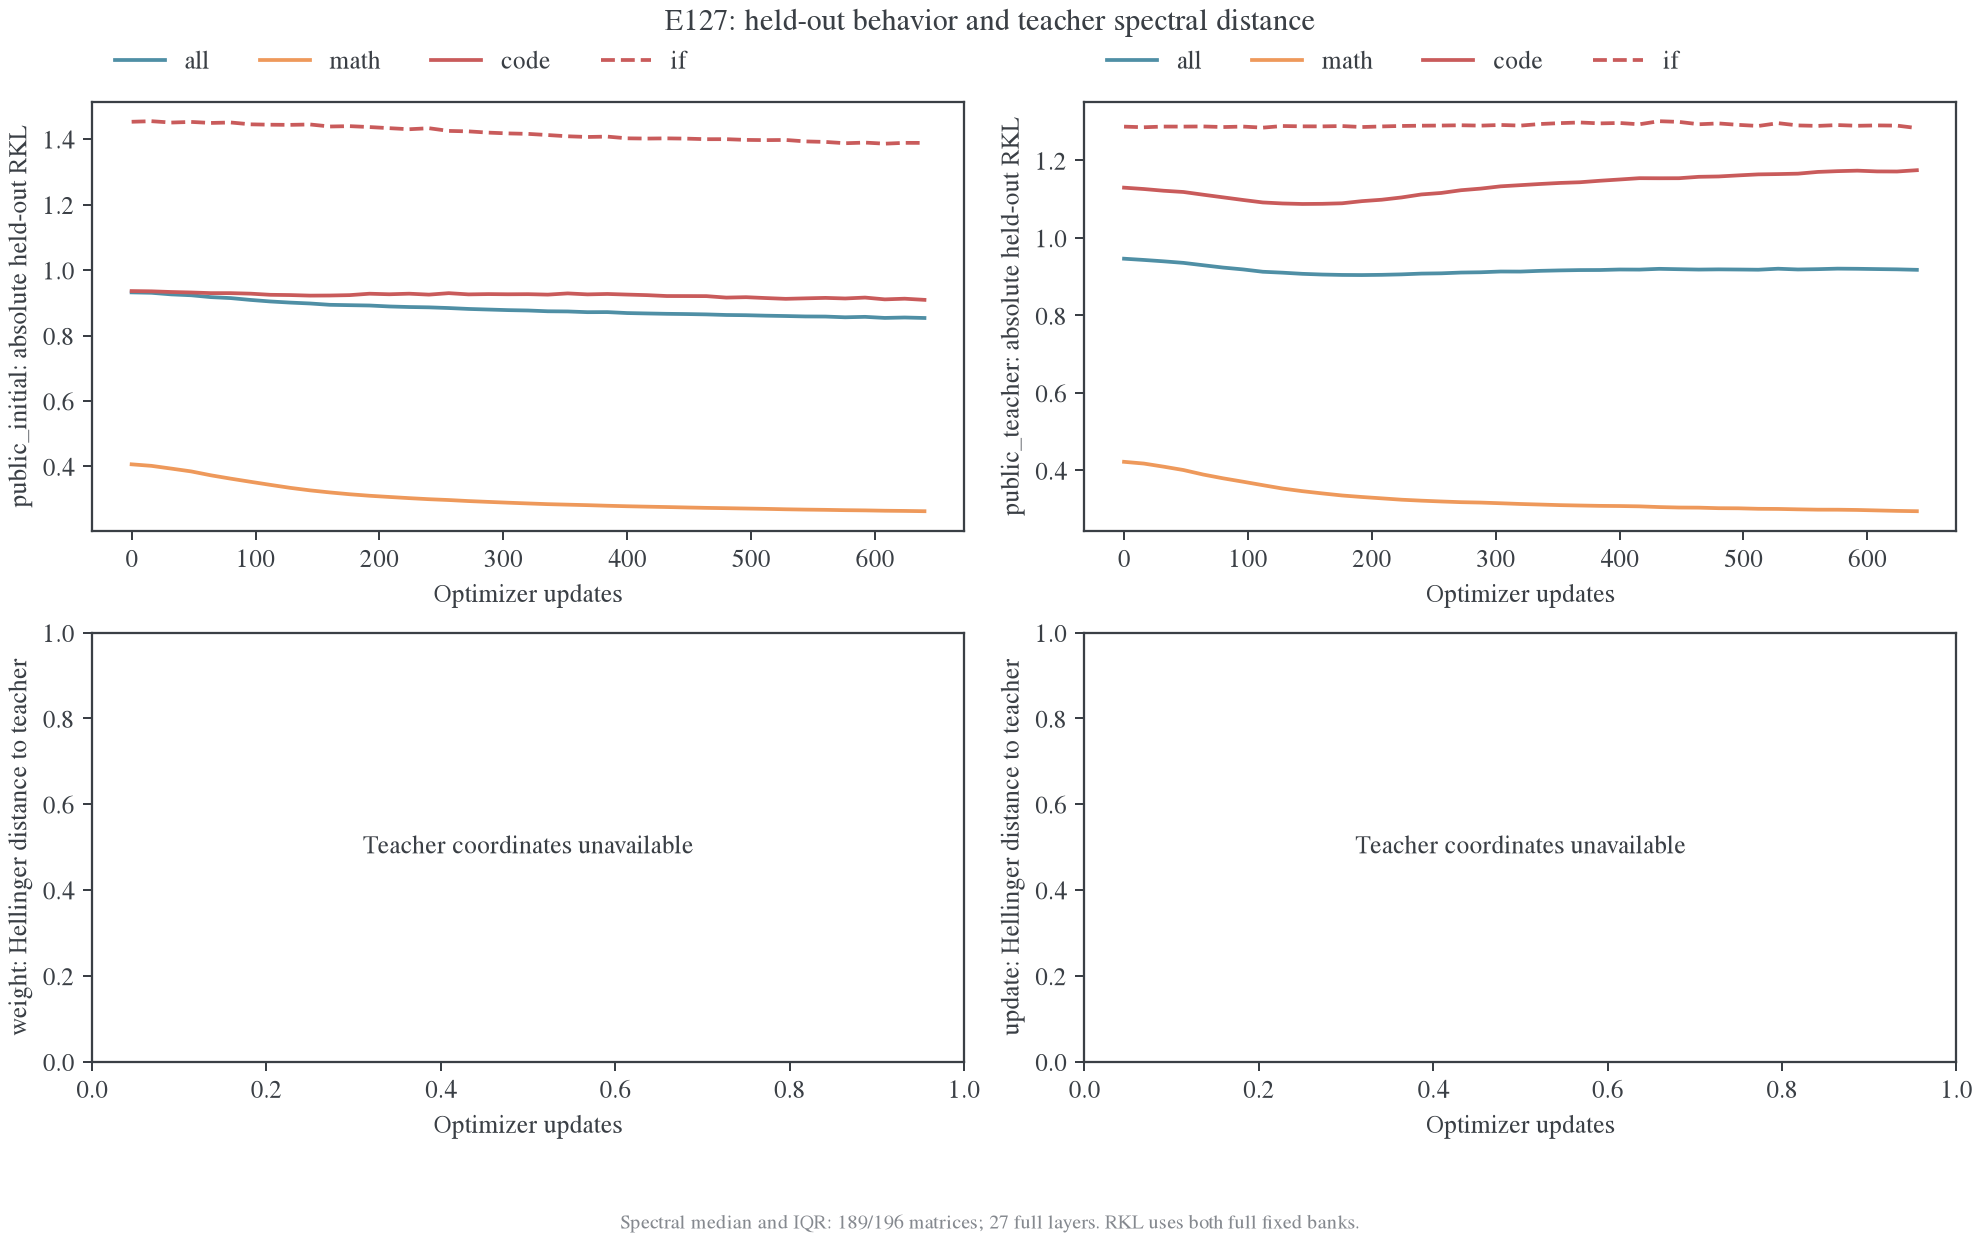 E127: held-out behavior and teacher spectral distance
all math code if
all math code if
public_initial: absolute held-out RKL
1.4
1.2
1.0
0.8
0.6
0.4
0 100 200 300 400 500 600
Optimizer updates
public_teacher: absolute held-out RKL
1.2
1.0
0.8
0.6
0.4
0 100 200 300 400 500 600
Optimizer updates
weight: Hellinger distance to teacher
1.0
0.8
0.6
0.4
0.2
0.0
Teacher coordinates unavailable
0.0 0.2 0.4 0.6 0.8 1.0
Optimizer updates
update: Hellinger distance to teacher
1.0
0.8
0.6
0.4
0.2
0.0
Teacher coordinates unavailable
0.0 0.2 0.4 0.6 0.8 1.0
Optimizer updates
Spectral median and IQR: 189/196 matrices; 27 full layers. RKL uses both full fixed banks.